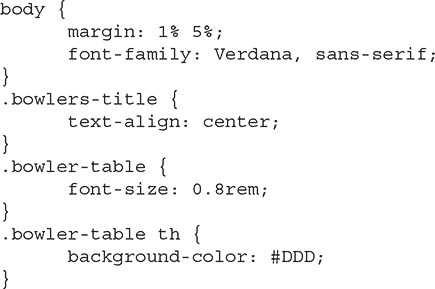 body {
    margin: 1% 5%;
    font-family: Verdana, sans-serif;
}
.bowlers-title {
    text-align: center;
}
.bowler-table {
    font-size: 0.8rem;
}
.bowler-table th {
    background-color: #DDD;
}